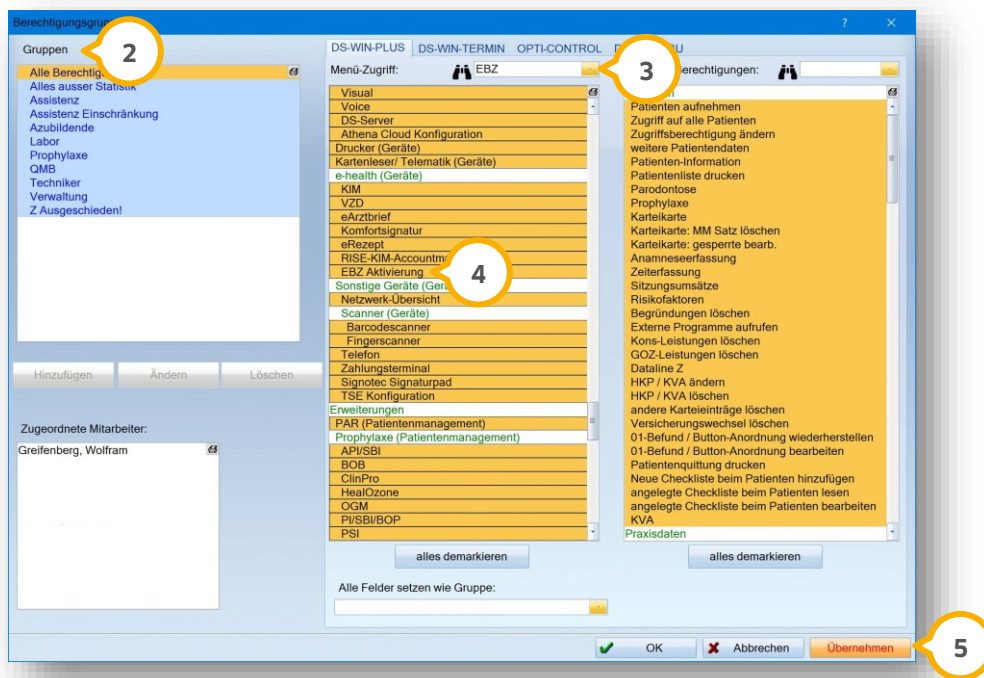 Berechtigungsgru
?
Gruppen
2
Alle Berechtig
Alles ausser Statistik
Assistenz
Assistenz Einschränkung
Azubildende
Labor
Prophylaxe
QMB
Techniker
Verwaltung
Z Ausgeschieden!
Hinzufügen
Ändern
Löschen
Zugeordnete Mitarbeiter:
Greifenberg, Wolfram
DS-WIN-PLUS
DS-WIN-TERMIN
OPTI-CONTROL
Menü-Zugriff:
EBZ
3
Visual
Voice
DS-Server
Athena Cloud Konfiguration
Drucker (Geräte)
Kartenleser/ Telematik (Geräte)
e-health (Geräte)
KIM
VZD
eArztbrief
Komfortsignatur
eRezept
RISE-KIM-Accountma
EBZ Aktivierung
4
Sonstige Geräte (Ger
Netzwerk-Übersicht
Scanner (Geräte)
Barcodescanner
Fingerscanner
Telefon
Zahlungsterminal
Signotec Signaturpad
TSE Konfiguration
Erweiterungen
PAR (Patientenmanagement)
Prophylaxe (Patientenmanagement)
API/SBI
BOB
ClinPro
HealOzone
OGM
PI/SBI/BOP
PSI
alles demarkieren
Alle Felder setzen wie Gruppe:
erechtigungen:
Patienten aufnehmen
Zugriff auf alle Patienten
Zugriffsberechtigung ändern
weitere Patientendaten
Patienten-Information
Patientenliste drucken
Parodontose
Prophylaxe
Karteikarte
Karteikarte: MM Satz löschen
Karteikarte: gesperrte bearb.
Anamneseerfassung
Zeiterfassung
Sitzungsumsätze
Risikofaktoren
Begründungen löschen
Externe Programme aufrufen
Kons-Leistungen löschen
GOZ-Leistungen löschen
Dataline Z
HKP / KVA ändern
HKP / KVA löschen
andere Karteieinträge löschen
Versicherungswechsel löschen
01-Befund / Button-Anordnung wiederherstellen
01-Befund / Button-Anordnung bearbeiten
Patientenquittung drucken
Neue Checkliste beim Patienten hinzufügen
angelegte Checkliste beim Patienten lesen
angelegte Checkliste beim Patienten bearbeiten
KVA
Praxisdaten
alles demarkieren
OK
Abbrechen
Übernehmen
5